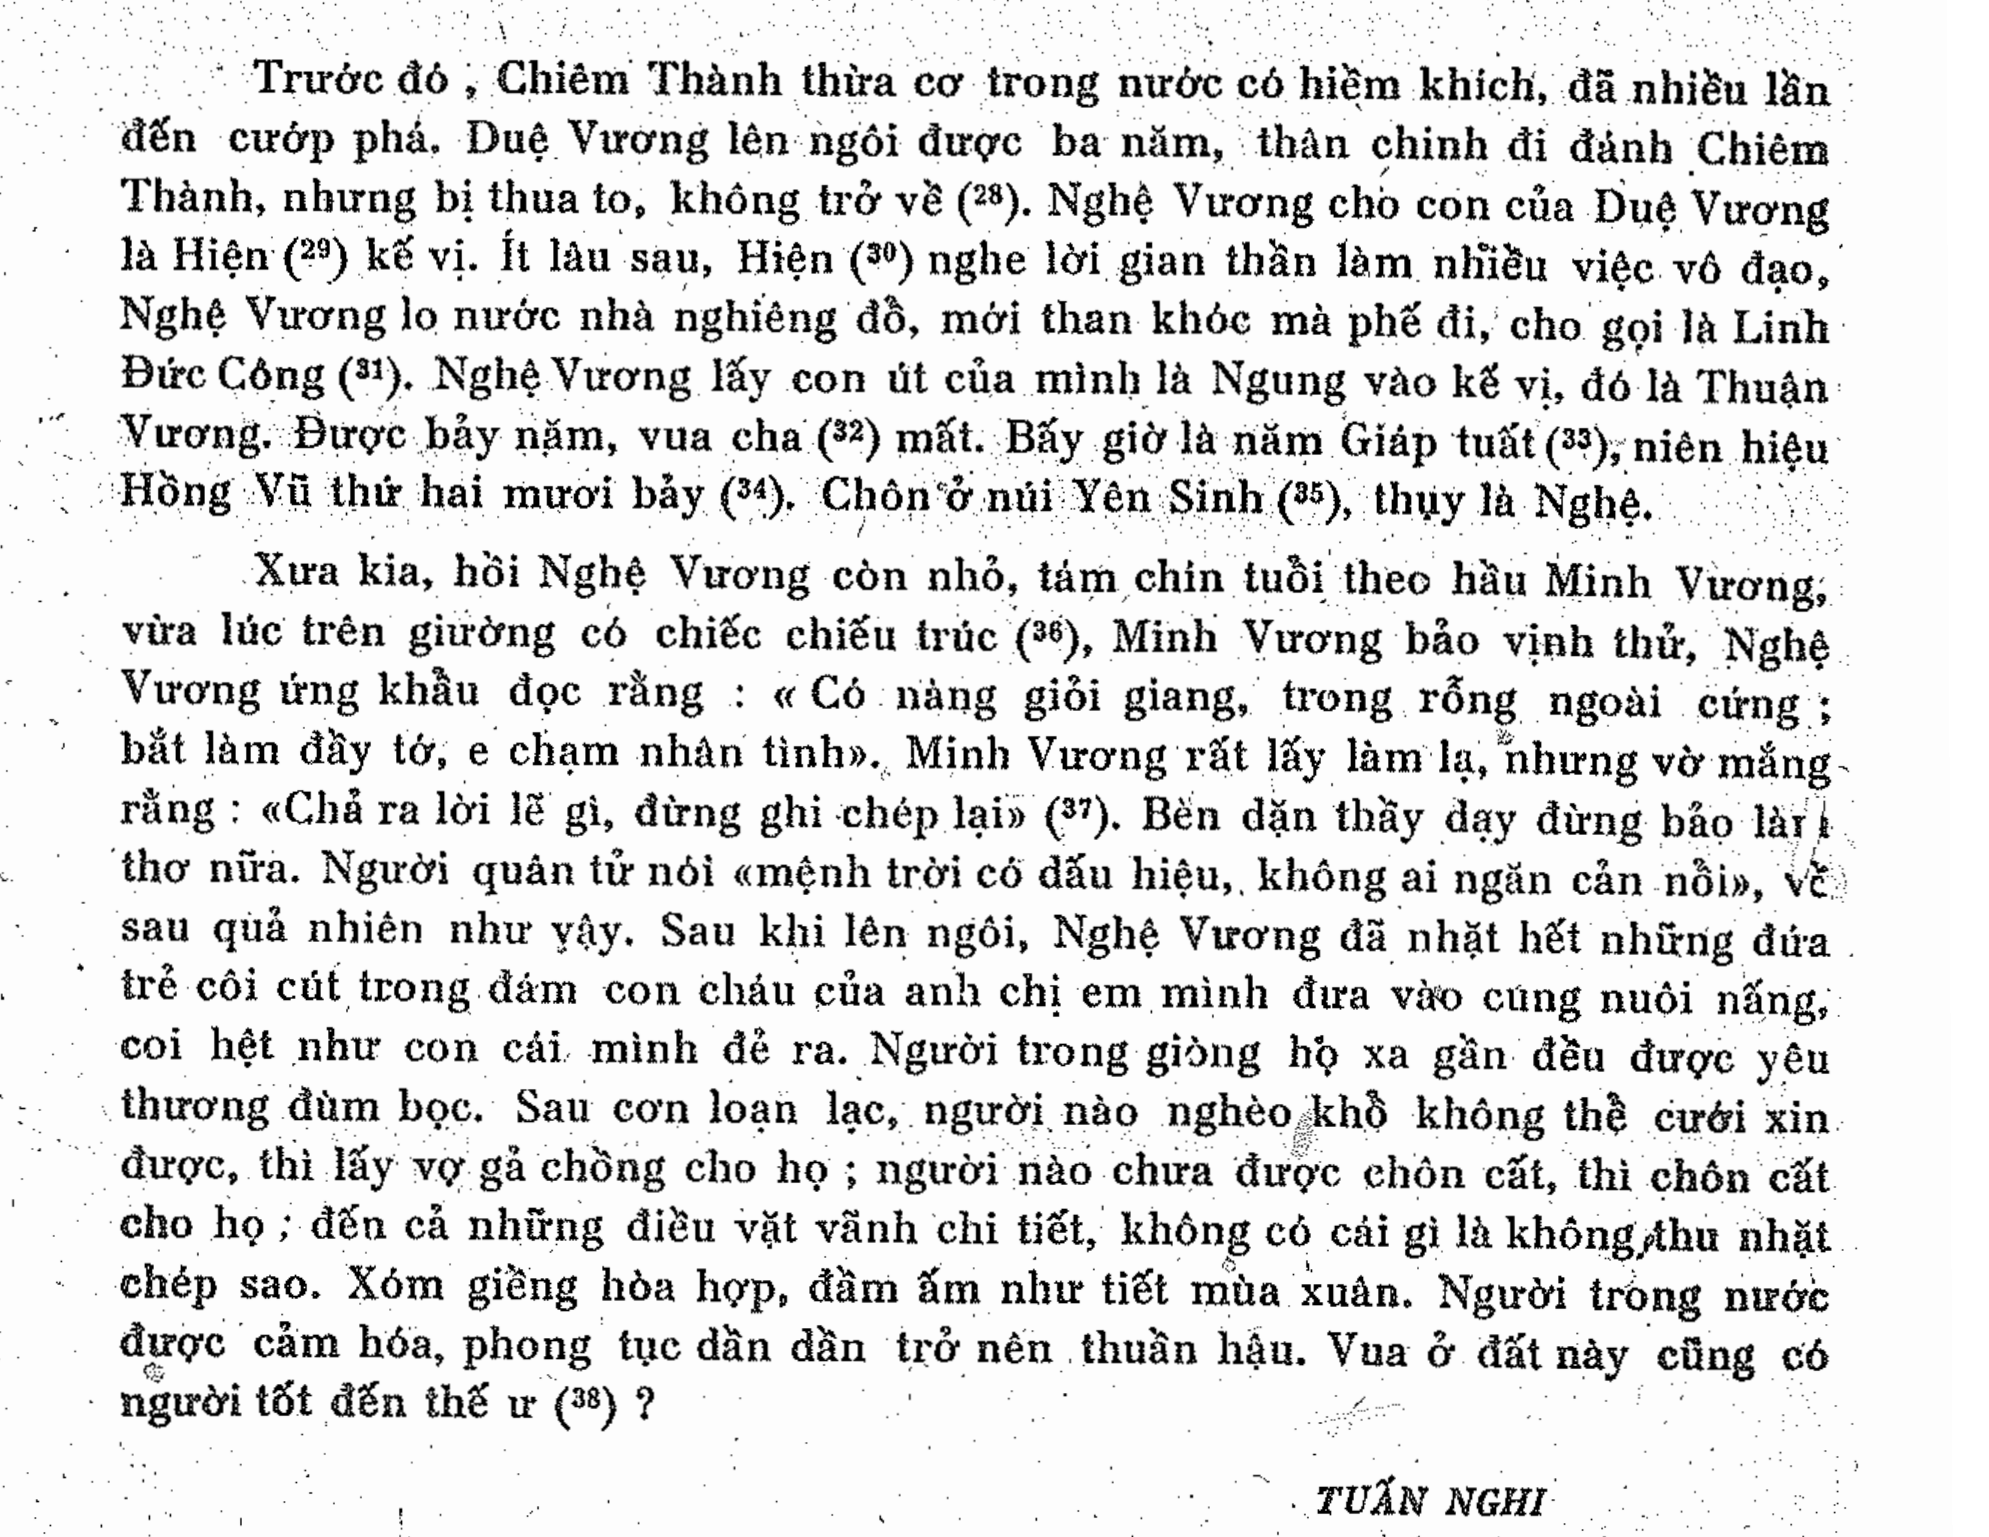 Trước đó, Chiêm Thành thừa cơ trong nước có hiềm khích, đã nhiều lần
đến cướp phá. Duệ Vương lên ngôi được ba năm, thân chinh đi đánh Chiêm
Thành, nhưng bị thua to, không trở về (²⁸). Nghệ Vương cho con của Duệ Vương
là Hiện (²⁹) kế vị. Ít lâu sau, Hiện (³⁰) nghe lời gian thần làm nhiều việc vô đạo,
Nghệ Vương lo nước nhà nghiêng đổ, mới than khóc mà phế đi, cho gọi là Linh
Đức Công (³¹). Nghệ Vương lấy con út của mình là Ngung vào kế vị, đó là Thuận
Vương. Được bảy năm, vua cha (³²) mất. Bấy giờ là năm Giáp tuất (³³), niên hiệu
Hồng Vũ thứ hai mươi bảy (³⁴). Chôn ở núi Yên Sinh (³⁵), thụy là Nghệ.
Xưa kia, hồi Nghệ Vương còn nhỏ, tám chín tuổi theo hầu Minh Vương,
vừa lúc trên giường có chiếc chiếu trúc (³⁶), Minh Vương bảo vịnh thử, Nghệ
Vương ứng khẩu đọc rằng : « Có nàng giỏi giang, trong rỗng ngoài cứng ;
bắt làm đầy tớ, e chạm nhân tình». Minh Vương rất lấy làm lạ, nhưng vờ mắng
rằng : «Chả ra lời lẽ gì, đừng ghi chép lại» (³⁷). Bèn dặn thầy dạy đừng bảo làm
thơ nữa. Người quân tử nói «mệnh trời có dấu hiệu, không ai ngăn cản nổi», về
sau quả nhiên như vậy. Sau khi lên ngôi, Nghệ Vương đã nhặt hết những đứa
trẻ côi cút trong đám con cháu của anh chị em mình đưa vào cung nuôi nấng,
coi hệt như con cái mình đẻ ra. Người trong giòng họ xa gần đều được yêu
thương đùm bọc. Sau cơn loạn lạc, người nào nghèo khổ không thể cưới xin
được, thì lấy vợ gả chồng cho họ ; người nào chưa được chôn cất, thì chôn cất
cho họ ; đến cả những điều vặt vãnh chi tiết, không có cái gì là không thu nhặt
chép sao. Xóm giềng hòa hợp, đầm ấm như tiết mùa xuân. Người trong nước
được cảm hóa, phong tục dần dần trở nên thuần hậu. Vua ở đất này cũng có
người tốt đến thế ư (³⁸) ?
TUẤN NGHI